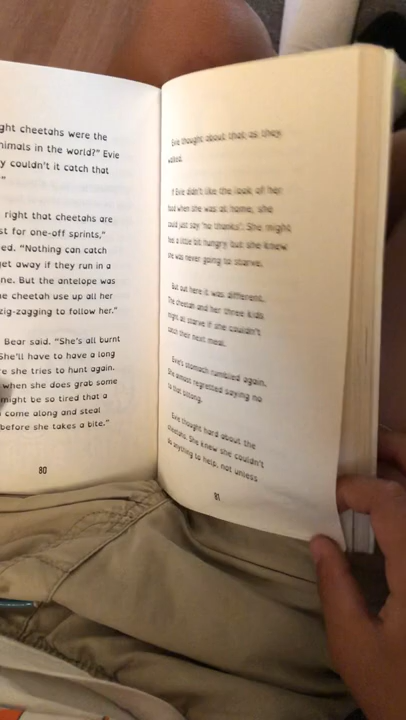 ght cheetahs were the
nimals in the world?" Evie
y couldn't it catch that
"
right that cheetahs are
st for one-off sprints,"
ed. "Nothing can catch
get away if they run in a
ne. But the antelope was
e cheetah use up all her
zig-zagging to follow her."
Bear said. "She's all burnt
She'll have to have a long
re she tries to hunt again.
when she does grab some
might be so tired that a
come along and steal
before she takes a bite."
80
Evie thought about that as they
walked.
If Evie didn't like the look of her
food when she was at home, she
could just say 'no thanks'. She might
feel a little bit hungry but she knew
she was never going to starve.
But out here it was different.
The cheetah and her three kids
might all starve if she couldn't
catch their next meal.
Evie's stomach rumbled again.
She almost regretted saying no
to that biltong.
Evie thought hard about the
cheetahs. She knew she couldn't
do anything to help, not unless
81